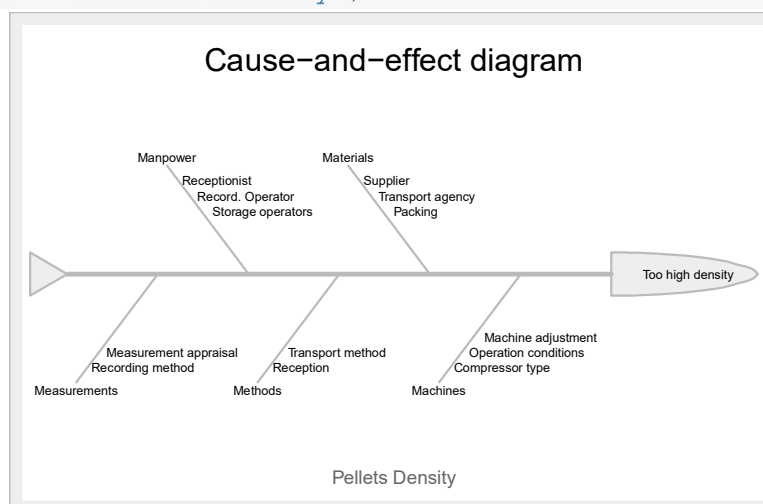 Cause−and−effect diagram
Manpower
Receptionist
Record. Operator
Storage operators
Materials
Supplier
Transport agency
Packing
Too high density
Measurement appraisal
Recording method
Measurements
Transport method
Reception
Methods
Machine adjustment
Operation conditions
Compressor type
Machines
Pellets Density